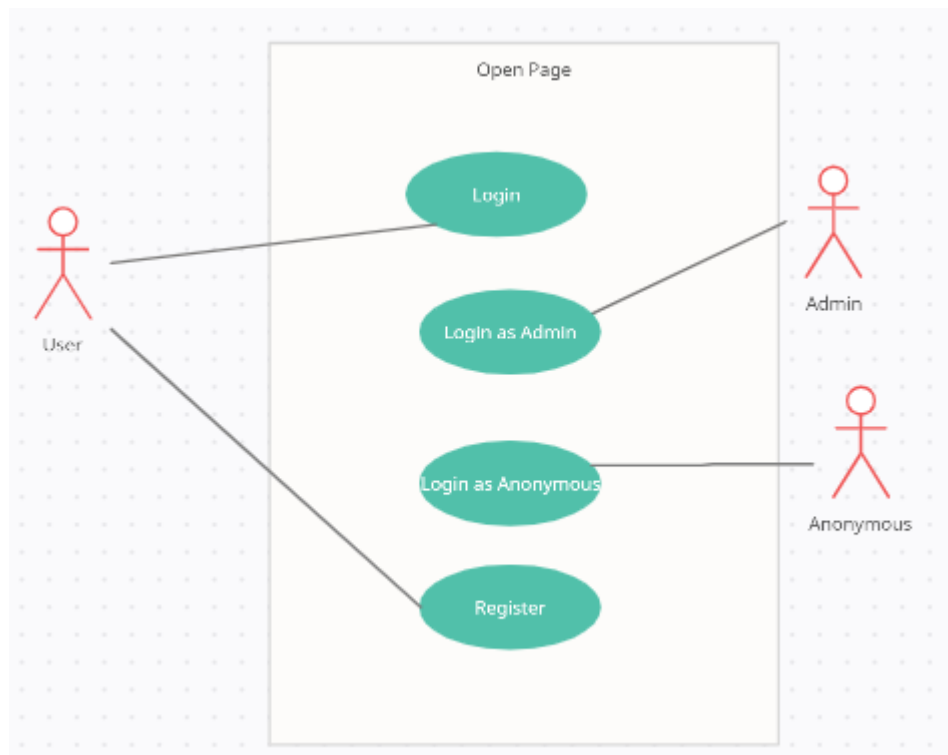 Open Page
Login
User
Login as Admin
Admin
Login as Anonymous
Anonymous
Register